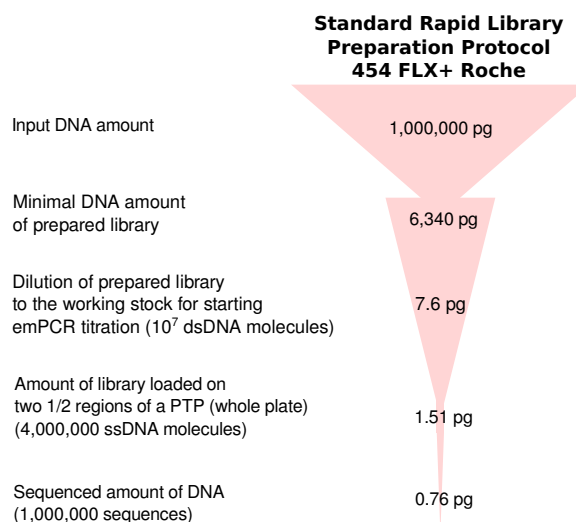 Standard Rapid Library
Preparation Protocol
454 FLX+ Roche
Input DNA amount
1,000,000 pg
Minimal DNA amount
of prepared library
6,340 pg
Dilution of prepared library
to the working stock for starting
emPCR titration (10⁷ dsDNA molecules)
7.6 pg
Amount of library loaded on
two 1/2 regions of a PTP (whole plate)
(4,000,000 ssDNA molecules)
1.51 pg
Sequenced amount of DNA
(1,000,000 sequences)
0.76 pg